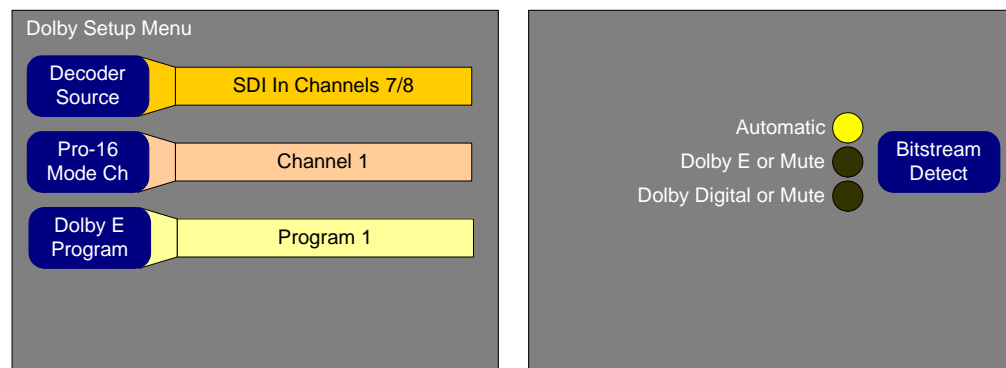 Dolby Setup Menu
Decoder
Source
SDI In Channels 7/8
Pro-16
Mode Ch
Channel 1
Dolby E
Program
Program 1
Automatic
Dolby E or Mute
Dolby Digital or Mute
Bitstream
Detect